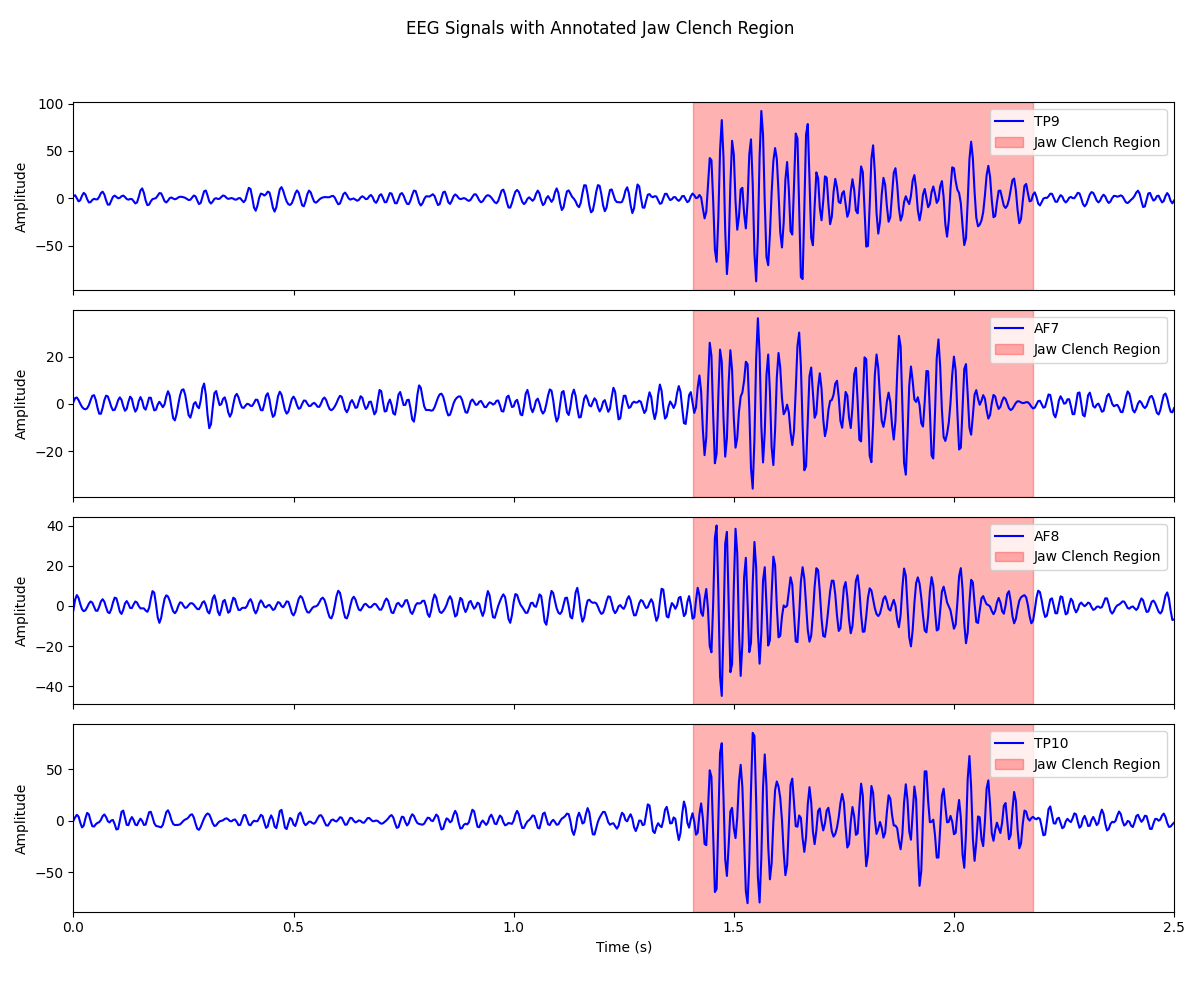 EEG Signals with Annotated Jaw Clench Region
100
50
0
−50
Amplitude
TP9
Jaw Clench Region
20
0
−20
Amplitude
AF7
Jaw Clench Region
40
20
0
−20
−40
Amplitude
AF8
Jaw Clench Region
50
0
−50
Amplitude
TP10
Jaw Clench Region
0.0 0.5 1.0 1.5 2.0 2.5
Time (s)